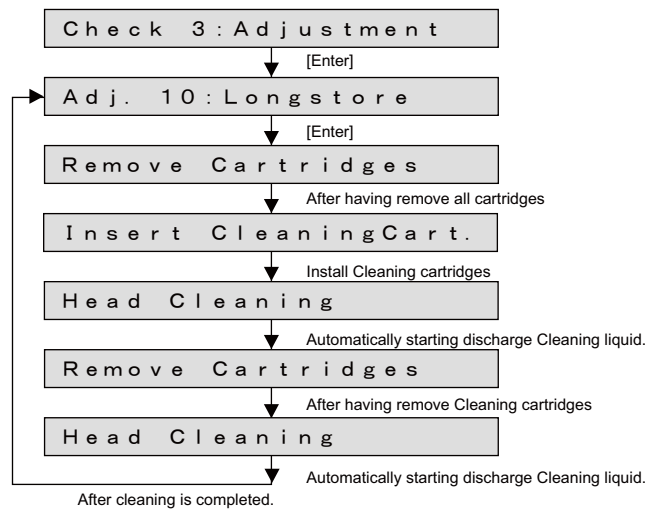 Check 3:Adjustment
[Enter]
Adj. 10:Longstore
[Enter]
Remove Cartridges
After having remove all cartridges
Insert CleaningCart.
Install Cleaning cartridges
Head Cleaning
Automatically starting discharge Cleaning liquid.
Remove Cartridges
After having remove Cleaning cartridges
Head Cleaning
Automatically starting discharge Cleaning liquid.
After cleaning is completed.